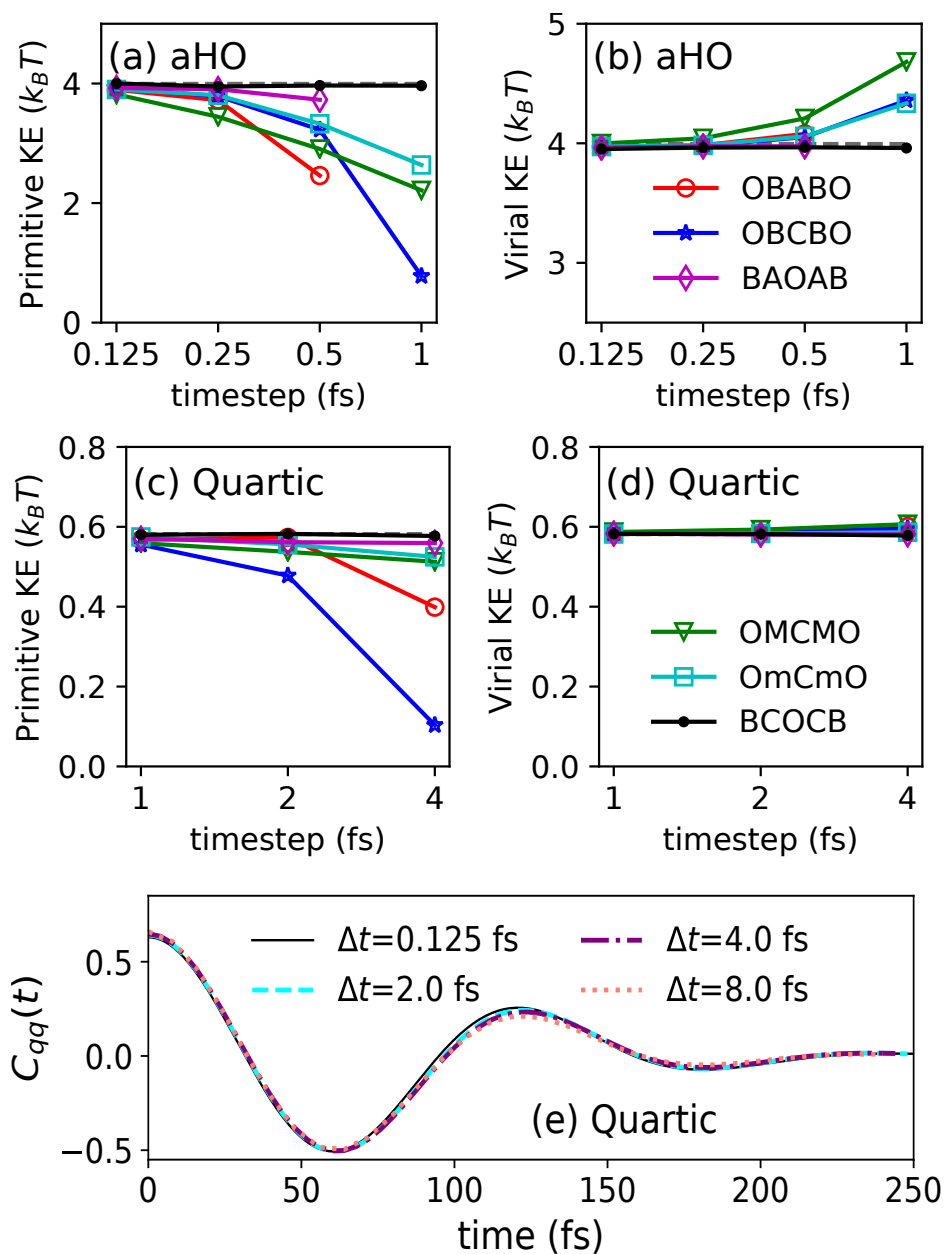 (a) aHO
Primitive KE (k_BT)
4
2
0
0.125 0.25 0.5 1
timestep (fs)
(b) aHO
Virial KE (k_BT)
5
4
3
OBABO
OBCBO
BAOAB
0.125 0.25 0.5 1
timestep (fs)
(c) Quartic
Primitive KE (k_BT)
0.8
0.6
0.4
0.2
0.0
1 2 4
timestep (fs)
(d) Quartic
Virial KE (k_BT)
0.8
0.6
0.4
0.2
0.0
OMCMO
OmCmO
BCOCB
1 2 4
timestep (fs)
C_qq(t)
0.5
0.0
−0.5
Δt=0.125 fs
Δt=2.0 fs
Δt=4.0 fs
Δt=8.0 fs
(e) Quartic
0 50 100 150 200 250
time (fs)